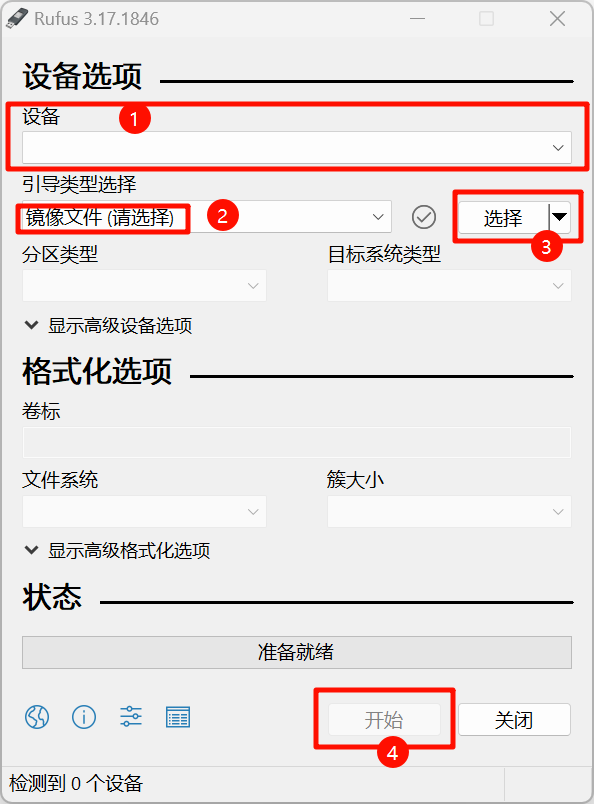 Rufus 3.17.1846
设备选项
设备
1
引导类型选择
镜像文件 (请选择)
2
选择
3
分区类型
目标系统类型
显示高级设备选项
格式化选项
卷标
文件系统
簇大小
显示高级格式化选项
状态
准备就绪
开始
关闭
4
检测到 0 个设备